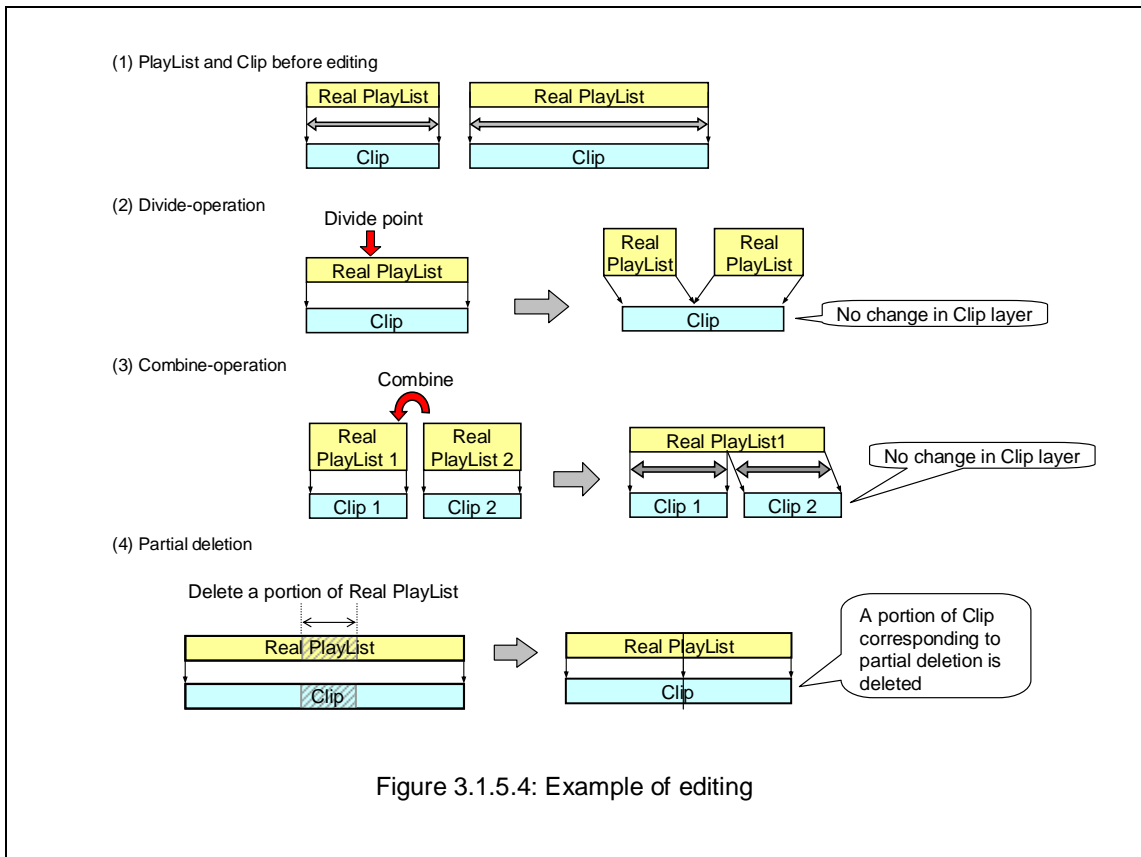 (1) PlayList and Clip before editing
Real PlayList
Real PlayList
Clip
Clip
(2) Divide-operation
Divide point
Real PlayList
Clip
Real
PlayList
Real
PlayList
Clip
No change in Clip layer
(3) Combine-operation
Combine
Real
PlayList 1
Real
PlayList 2
Clip 1
Clip 2
Real PlayList1
Clip 1
Clip 2
No change in Clip layer
(4) Partial deletion
Delete a portion of Real PlayList
Real PlayList
Clip
Real PlayList
Clip
A portion of Clip
corresponding to
partial deletion is
deleted
Figure 3.1.5.4: Example of editing